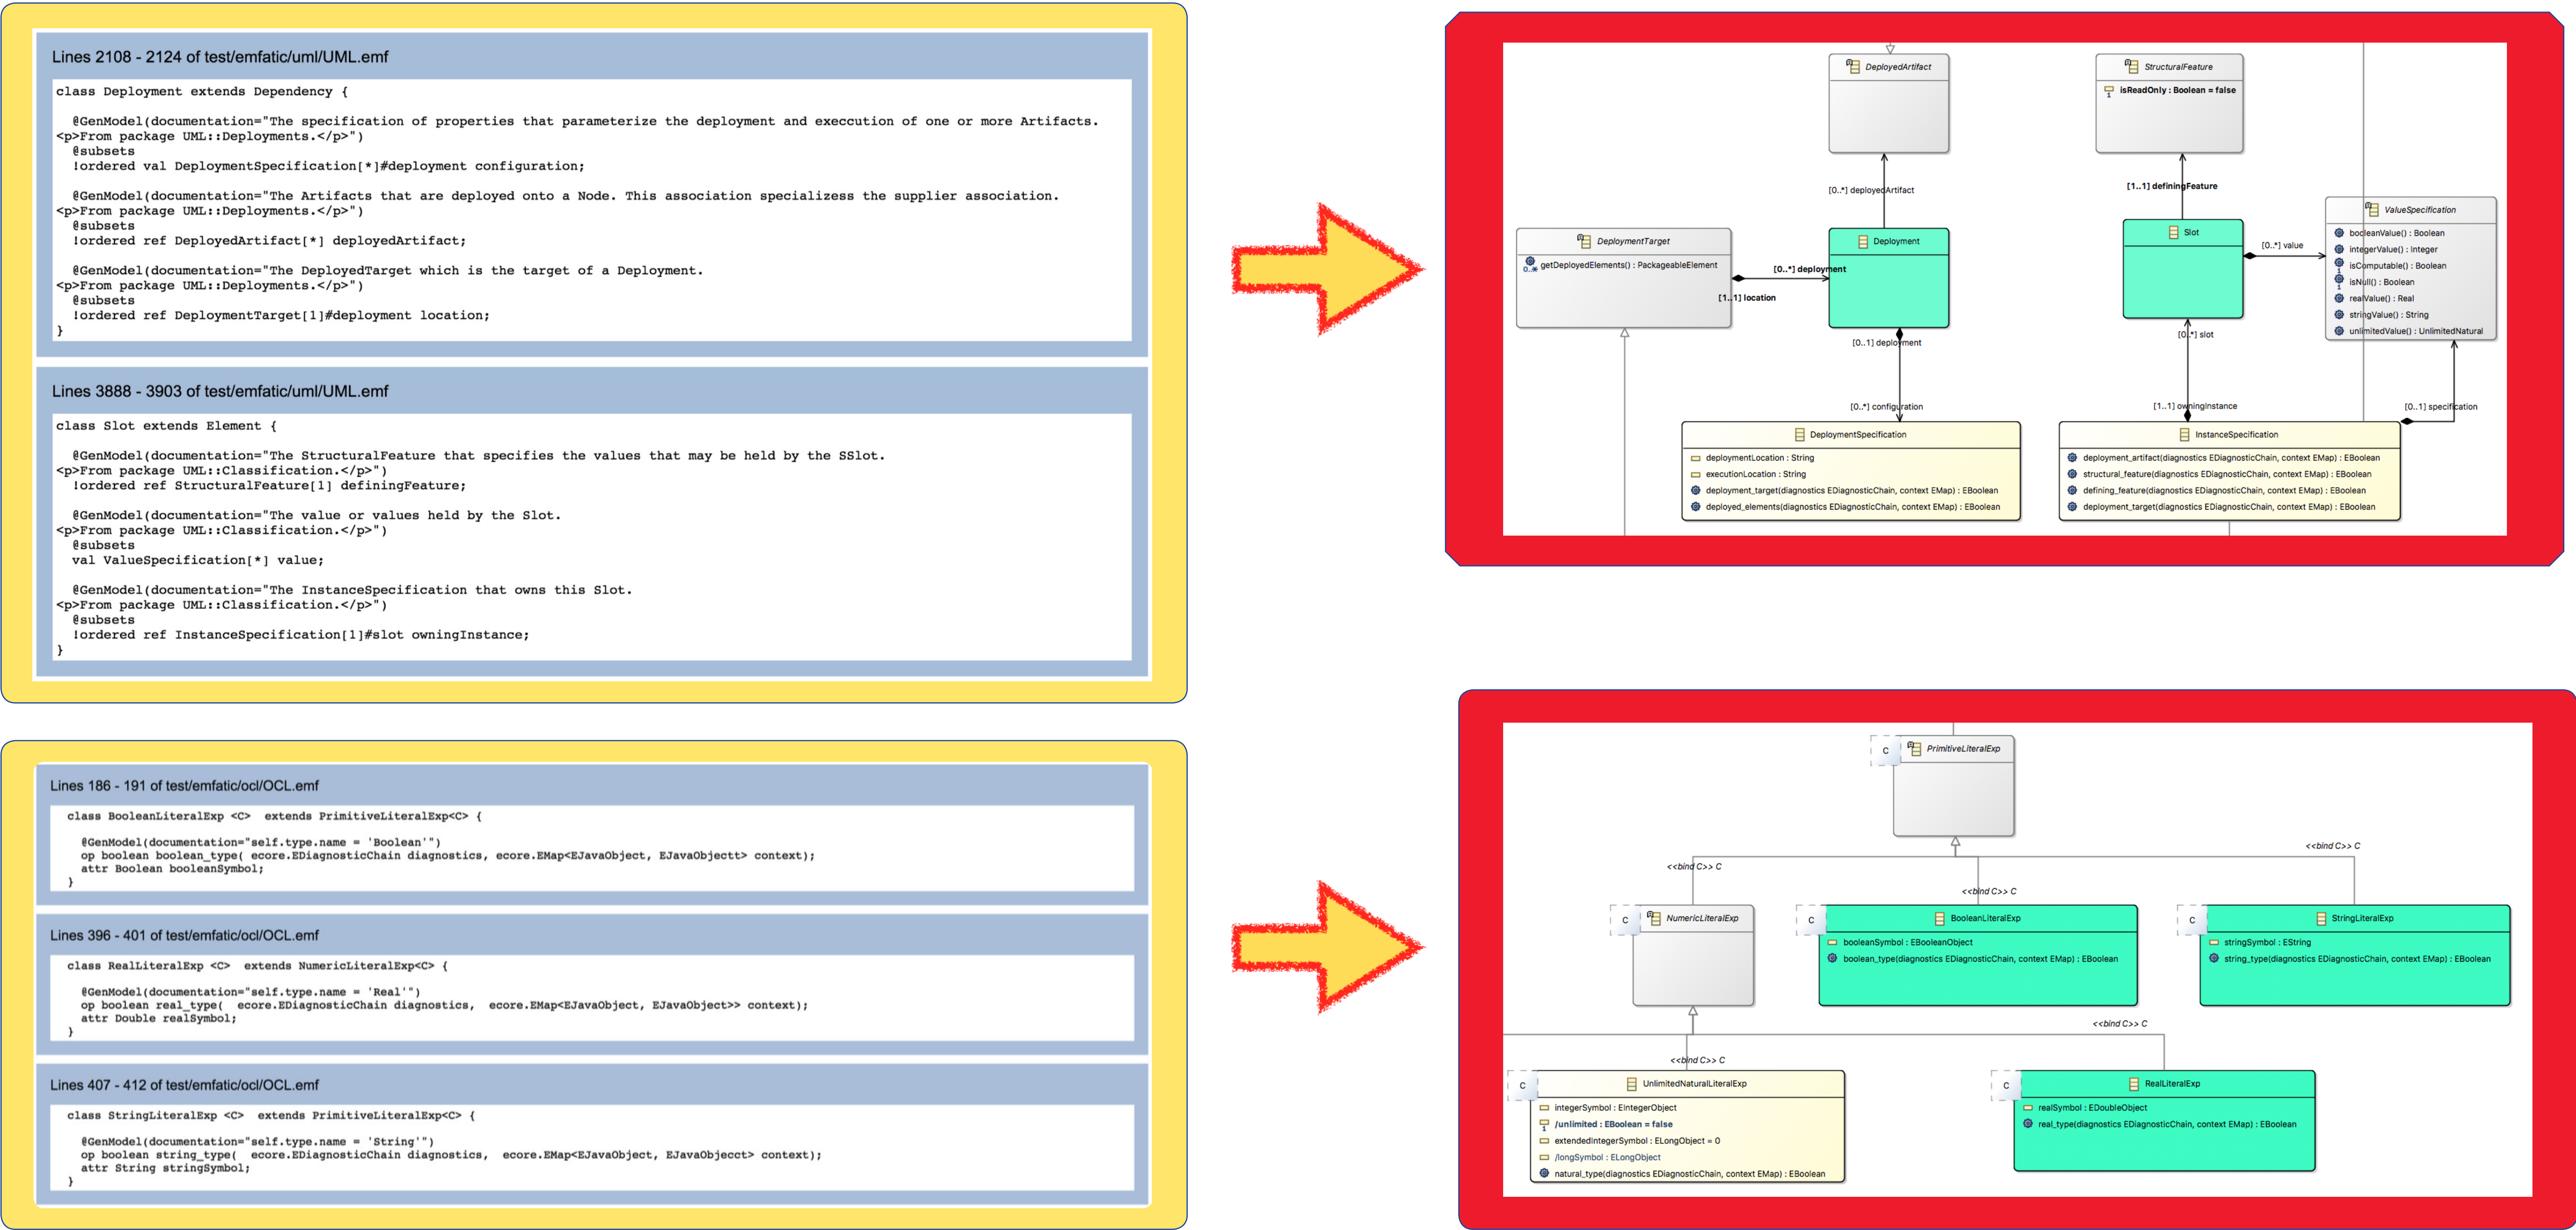 Lines 2108 - 2124 of test/emfatic/uml/UML.emf
class Deployment extends Dependency {
@GenModel(documentation="The specification of properties that parameterize the deployment and execcution of one or more Artifacts.
<p>From package UML::Deployments.</p>")
@subsets
!ordered val DeploymentSpecification[*]#deployment configuration;
@GenModel(documentation="The Artifacts that are deployed onto a Node. This association specializess the supplier association.
<p>From package UML::Deployments.</p>")
@subsets
!ordered ref DeployedArtifact[*] deployedArtifact;
@GenModel(documentation="The DeployedTarget which is the target of a Deployment.
<p>From package UML::Deployments.</p>")
@subsets
!ordered ref DeploymentTarget[1]#deployment location;
}
Lines 3888 - 3903 of test/emfatic/uml/UML.emf
class Slot extends Element {
@GenModel(documentation="The StructuralFeature that specifies the values that may be held by the SSlot.
<p>From package UML::Classification.</p>")
!ordered ref StructuralFeature[1] definingFeature;
@GenModel(documentation="The value or values held by the Slot.
<p>From package UML::Classification.</p>")
@subsets
val ValueSpecification[*] value;
@GenModel(documentation="The InstanceSpecification that owns this Slot.
<p>From package UML::Classification.</p>")
@subsets
!ordered ref InstanceSpecification[1]#slot owningInstance;
}
DeployedArtifact
StructuralFeature
1 isReadOnly : Boolean = false
[0..*] deployedArtifact
[1..1] definingFeature
DeploymentTarget
0..* getDeployedElements() : PackageableElement
[0..*] deployment
[1..1] location
Deployment
Slot
[0..*] value
ValueSpecification
booleanValue() : Boolean
integerValue() : Integer
isComputable() : Boolean
1
isNull() : Boolean
1
realValue() : Real
stringValue() : String
unlimitedValue() : UnlimitedNatural
[0..1] deployment
[0..*] slot
[0..*] configuration
[1..1] owningInstance
[0..1] specification
DeploymentSpecification
deploymentLocation : String
executionLocation : String
deployment_target(diagnostics EDiagnosticChain, context EMap) : EBoolean
deployed_elements(diagnostics EDiagnosticChain, context EMap) : EBoolean
InstanceSpecification
deployment_artifact(diagnostics EDiagnosticChain, context EMap) : EBoolean
structural_feature(diagnostics EDiagnosticChain, context EMap) : EBoolean
defining_feature(diagnostics EDiagnosticChain, context EMap) : EBoolean
deployment_target(diagnostics EDiagnosticChain, context EMap) : EBoolean
Lines 186 - 191 of test/emfatic/ocl/OCL.emf
class BooleanLiteralExp <C>  extends PrimitiveLiteralExp<C> {
@GenModel(documentation="self.type.name = 'Boolean'")
op boolean boolean_type( ecore.EDiagnosticChain diagnostics, ecore.EMap<EJavaObject, EJavaObjectt> context);
attr Boolean booleanSymbol;
}
Lines 396 - 401 of test/emfatic/ocl/OCL.emf
class RealLiteralExp <C>  extends NumericLiteralExp<C> {
@GenModel(documentation="self.type.name = 'Real'")
op boolean real_type(  ecore.EDiagnosticChain diagnostics,  ecore.EMap<EJavaObject, EJavaObject>> context);
attr Double realSymbol;
}
Lines 407 - 412 of test/emfatic/ocl/OCL.emf
class StringLiteralExp <C>  extends PrimitiveLiteralExp<C> {
@GenModel(documentation="self.type.name = 'String'")
op boolean string_type(  ecore.EDiagnosticChain diagnostics,  ecore.EMap<EJavaObject, EJavaObjecct> context);
attr String stringSymbol;
}
C
PrimitiveLiteralExp
<<bind C>> C
<<bind C>> C
<<bind C>> C
C
NumericLiteralExp
C
BooleanLiteralExp
booleanSymbol : EBooleanObject
boolean_type(diagnostics EDiagnosticChain, context EMap) : EBoolean
C
StringLiteralExp
stringSymbol : EString
string_type(diagnostics EDiagnosticChain, context EMap) : EBoolean
<<bind C>> C
<<bind C>> C
C
UnlimitedNaturalLiteralExp
integerSymbol : EIntegerObject
1 /unlimited : EBoolean = false
extendedIntegerSymbol : ELongObject = 0
/longSymbol : ELongObject
natural_type(diagnostics EDiagnosticChain, context EMap) : EBoolean
C
RealLiteralExp
realSymbol : EDoubleObject
real_type(diagnostics EDiagnosticChain, context EMap) : EBoolean